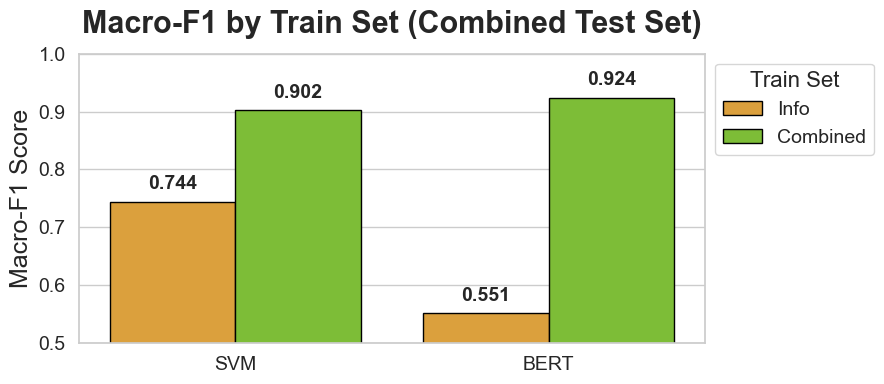 Macro-F1 by Train Set (Combined Test Set)
Macro-F1 Score
1.0
0.9
0.8
0.7
0.6
0.5
0.744
0.902
0.551
0.924
SVM
BERT
Train Set
Info
Combined